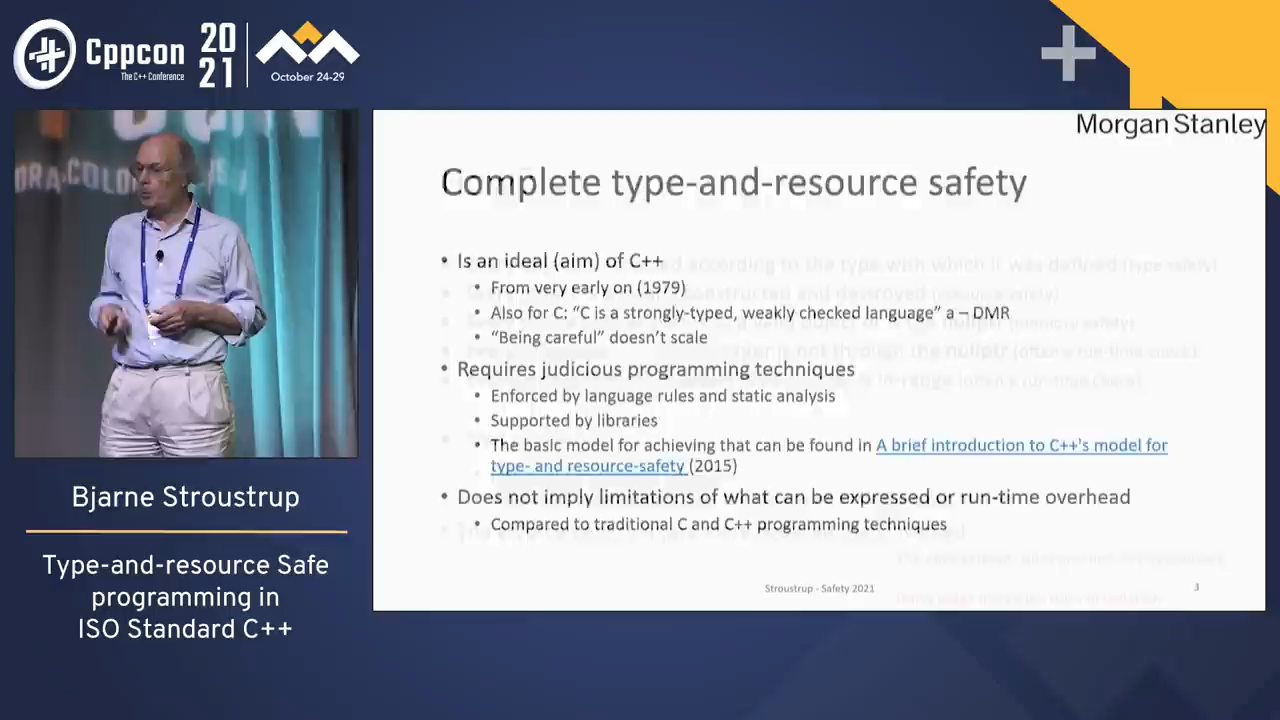 Cppcon
The C++ Conference
20
21
October 24-29
Morgan Stanley
Complete type-and-resource safety
• Is an ideal (aim) of C++
• From very early on (1979)
• Also for C: “C is a strongly-typed, weakly checked language” a – DMR
• “Being careful” doesn’t scale
• Requires judicious programming techniques
• Enforced by language rules and static analysis
• Supported by libraries
• The basic model for achieving that can be found in A brief introduction to C++'s model for
type- and resource-safety (2015)
• Does not imply limitations of what can be expressed or run-time overhead
• Compared to traditional C and C++ programming techniques
Stroustrup - Safety 2021
3
Bjarne Stroustrup
Type-and-resource Safe
programming in
ISO Standard C++